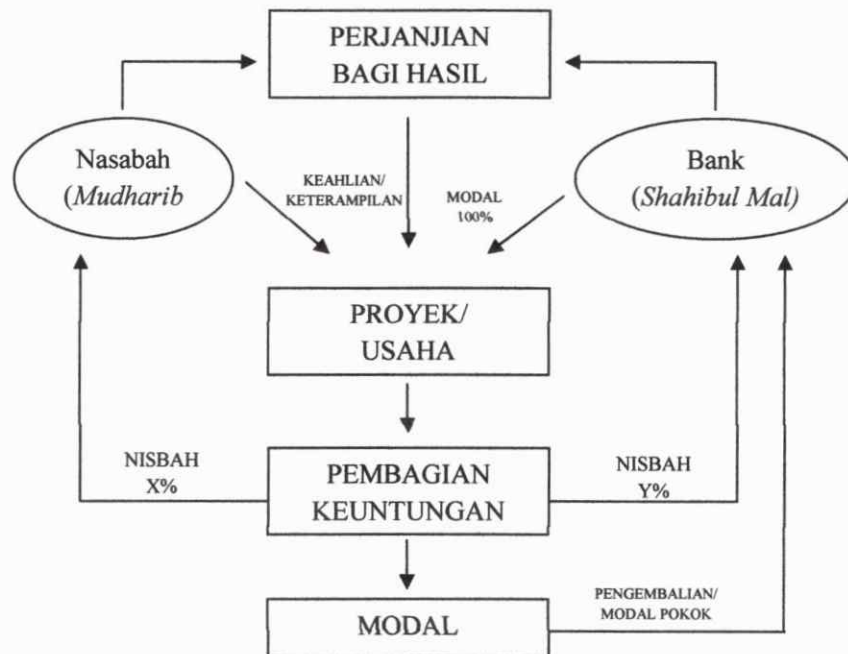 PERJANJIAN
BAGI HASIL
Nasabah
(Mudharib
KEAHLIAN/
KETERAMPILAN
MODAL
100%
Bank
(Shahibul Mal)
PROYEK/
USAHA
NISBAH
X%
PEMBAGIAN
KEUNTUNGAN
NISBAH
Y%
MODAL
PENGEMBALIAN/
MODAL POKOK